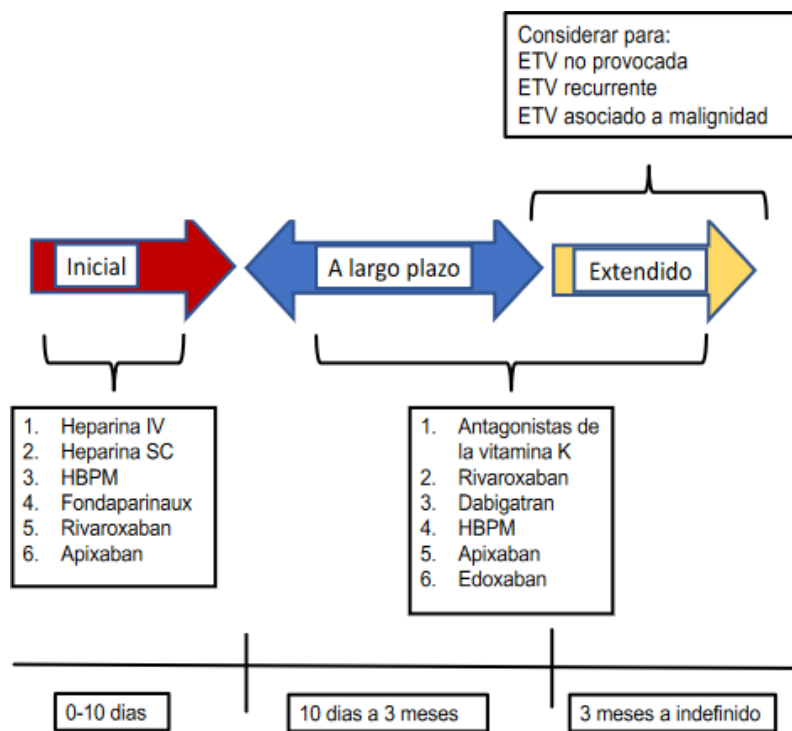 Considerar para:
ETV no provocada
ETV recurrente
ETV asociado a malignidad
Inicial
A largo plazo
Extendido
1. Heparina IV
2. Heparina SC
3. HBPM
4. Fondaparinaux
5. Rivaroxaban
6. Apixaban
1. Antagonistas de
la vitamina K
2. Rivaroxaban
3. Dabigatran
4. HBPM
5. Apixaban
6. Edoxaban
0-10 dias
10 dias a 3 meses
3 meses a indefinido